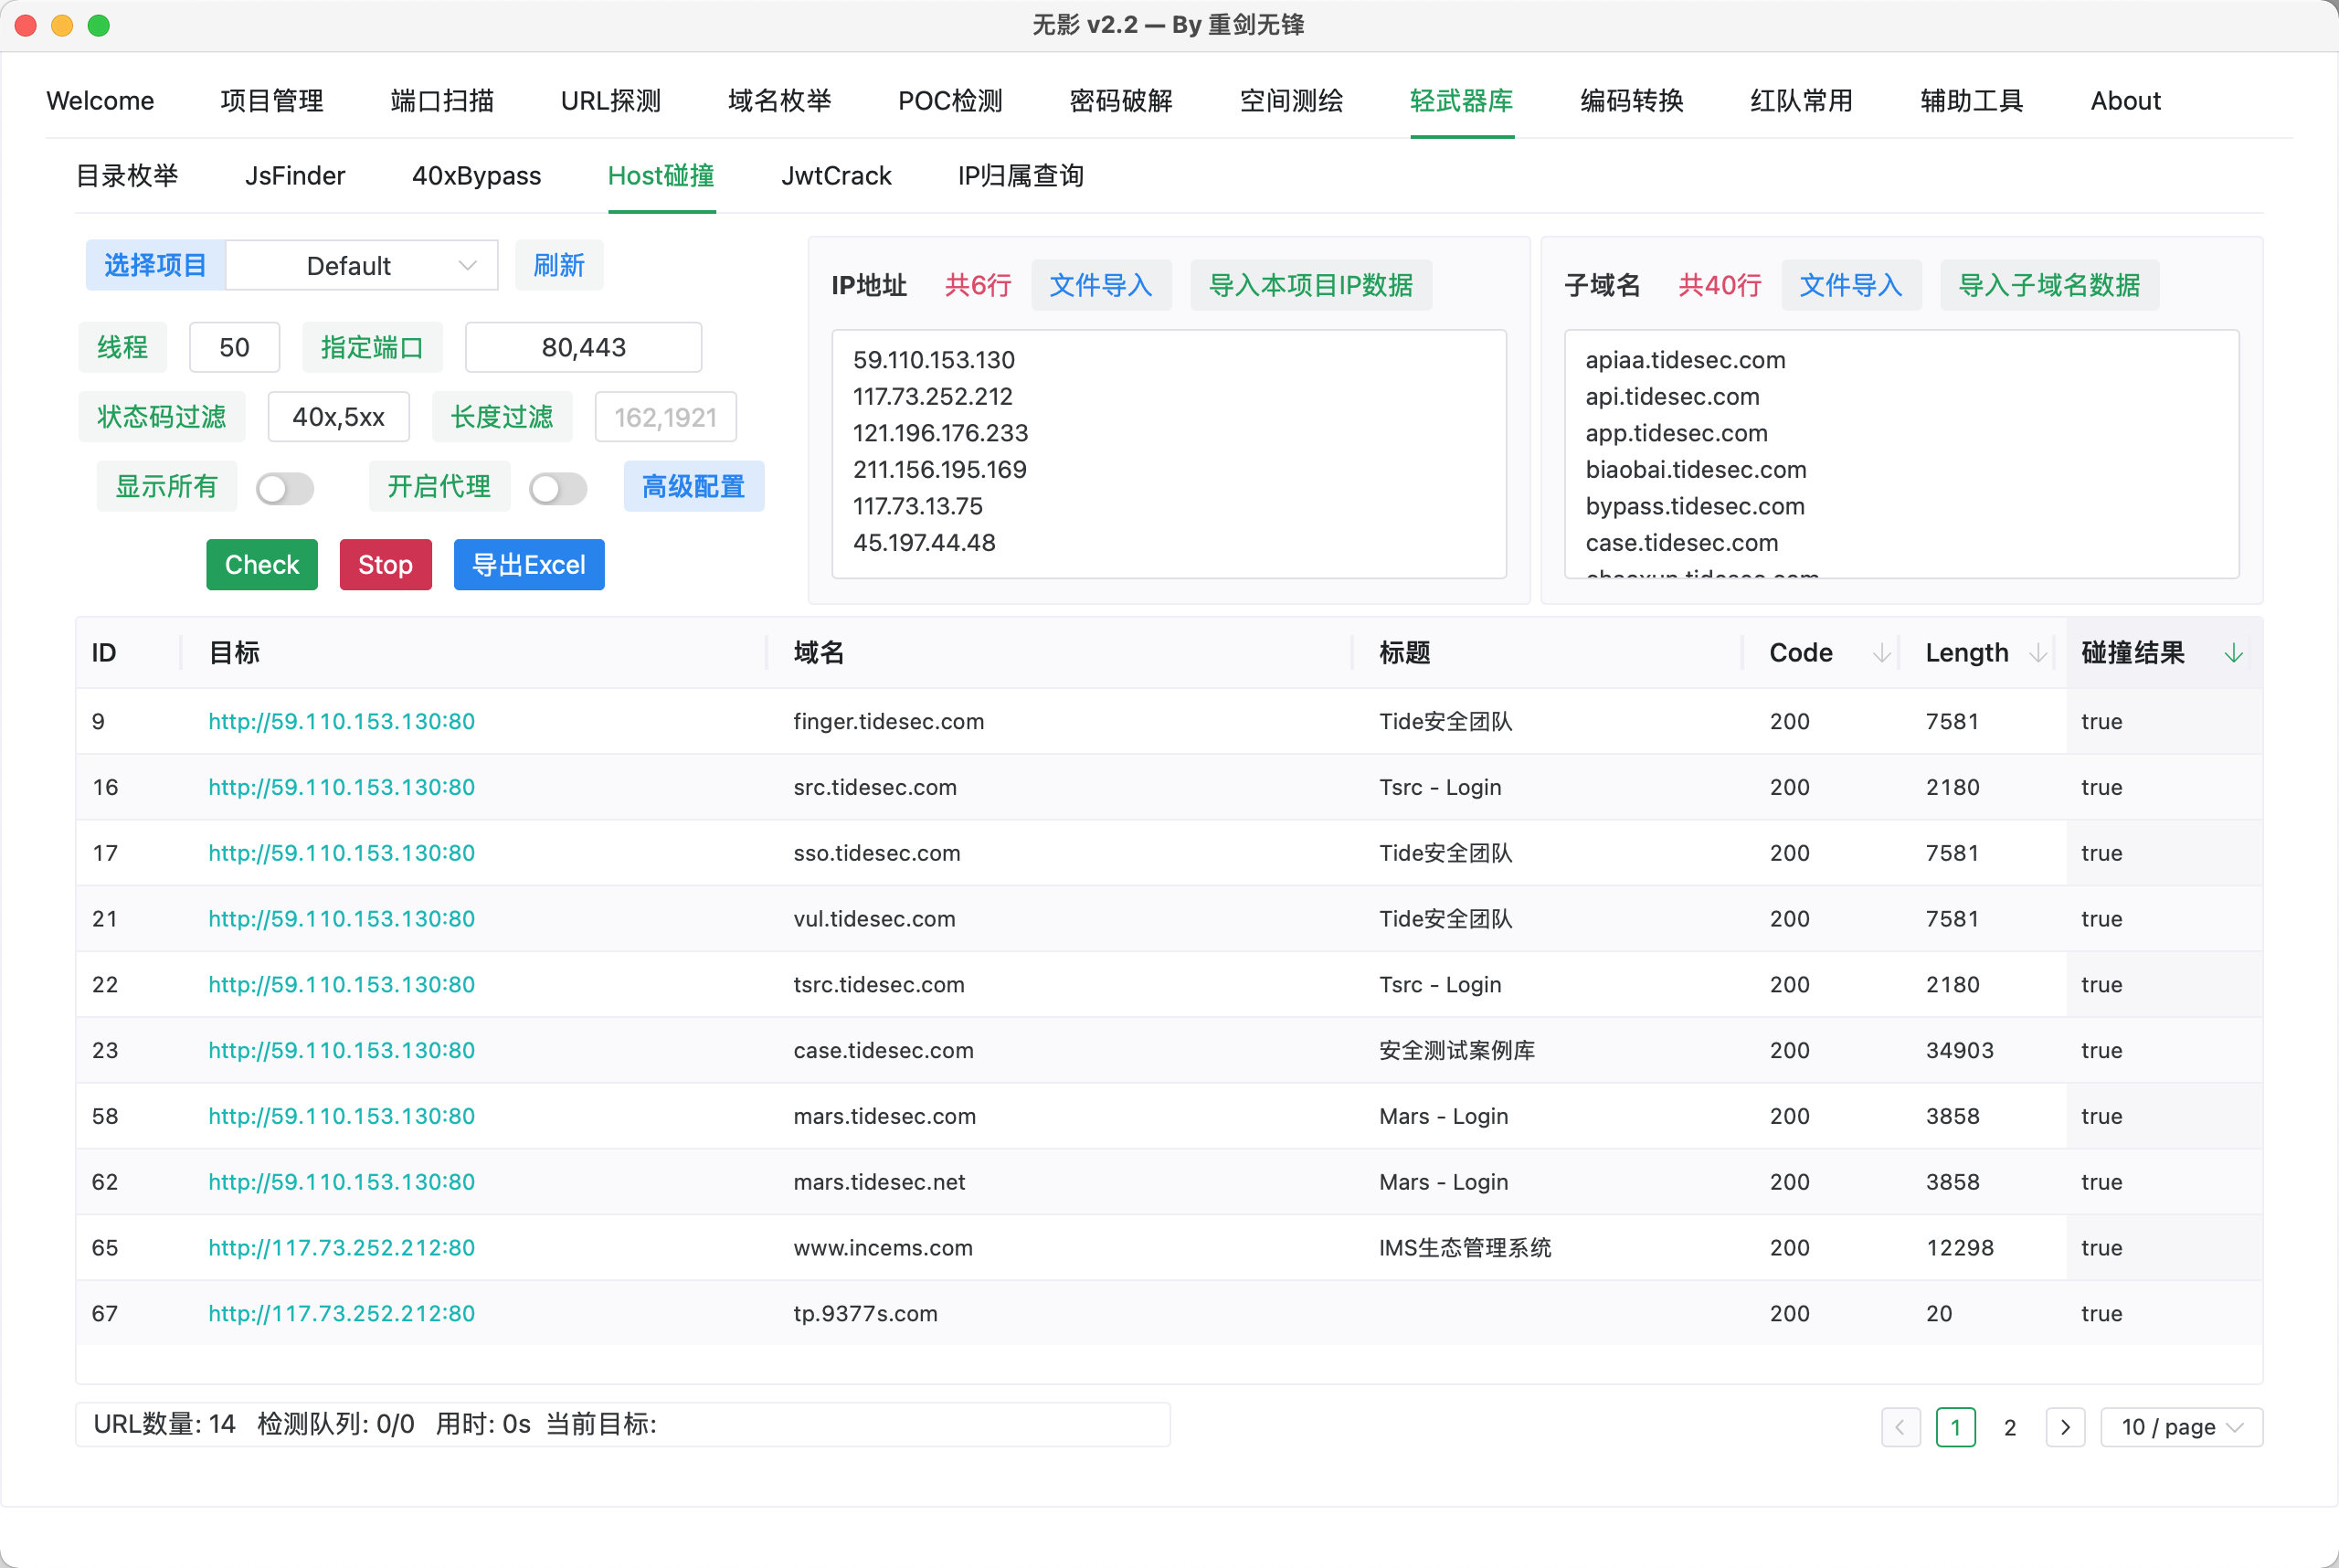 无影 v2.2 — By 重剑无锋
Welcome 项目管理 端口扫描 URL探测 域名枚举 POC检测 密码破解 空间测绘 轻武器库 编码转换 红队常用 辅助工具 About
目录枚举 JsFinder 40xBypass Host碰撞 JwtCrack IP归属查询
选择项目 Default 刷新
线程 50 指定端口 80,443
状态码过滤 40x,5xx 长度过滤 162,1921
显示所有 开启代理 高级配置
Check Stop 导出Excel
IP地址 共6行 文件导入 导入本项目IP数据
59.110.153.130
117.73.252.212
121.196.176.233
211.156.195.169
117.73.13.75
45.197.44.48
子域名 共40行 文件导入 导入子域名数据
apiaa.tidesec.com
api.tidesec.com
app.tidesec.com
biaobai.tidesec.com
bypass.tidesec.com
case.tidesec.com
ID 目标 域名 标题 Code Length 碰撞结果
9 http://59.110.153.130:80 finger.tidesec.com Tide安全团队 200 7581 true
16 http://59.110.153.130:80 src.tidesec.com Tsrc - Login 200 2180 true
17 http://59.110.153.130:80 sso.tidesec.com Tide安全团队 200 7581 true
21 http://59.110.153.130:80 vul.tidesec.com Tide安全团队 200 7581 true
22 http://59.110.153.130:80 tsrc.tidesec.com Tsrc - Login 200 2180 true
23 http://59.110.153.130:80 case.tidesec.com 安全测试案例库 200 34903 true
58 http://59.110.153.130:80 mars.tidesec.com Mars - Login 200 3858 true
62 http://59.110.153.130:80 mars.tidesec.net Mars - Login 200 3858 true
65 http://117.73.252.212:80 www.incems.com IMS生态管理系统 200 12298 true
67 http://117.73.252.212:80 tp.9377s.com 200 20 true
URL数量: 14 检测队列: 0/0 用时: 0s 当前目标:
1 2 10 / page